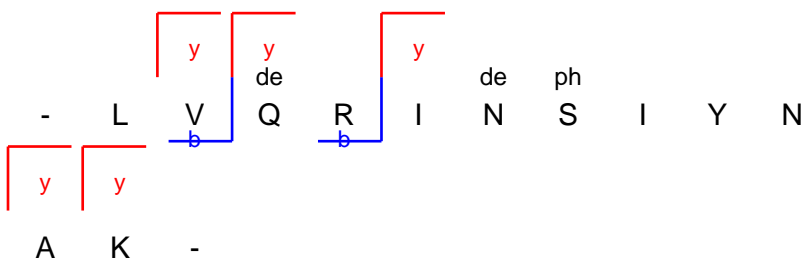 y y y
de de ph
- L V Q R I N S I Y N
b b
y y
A K -